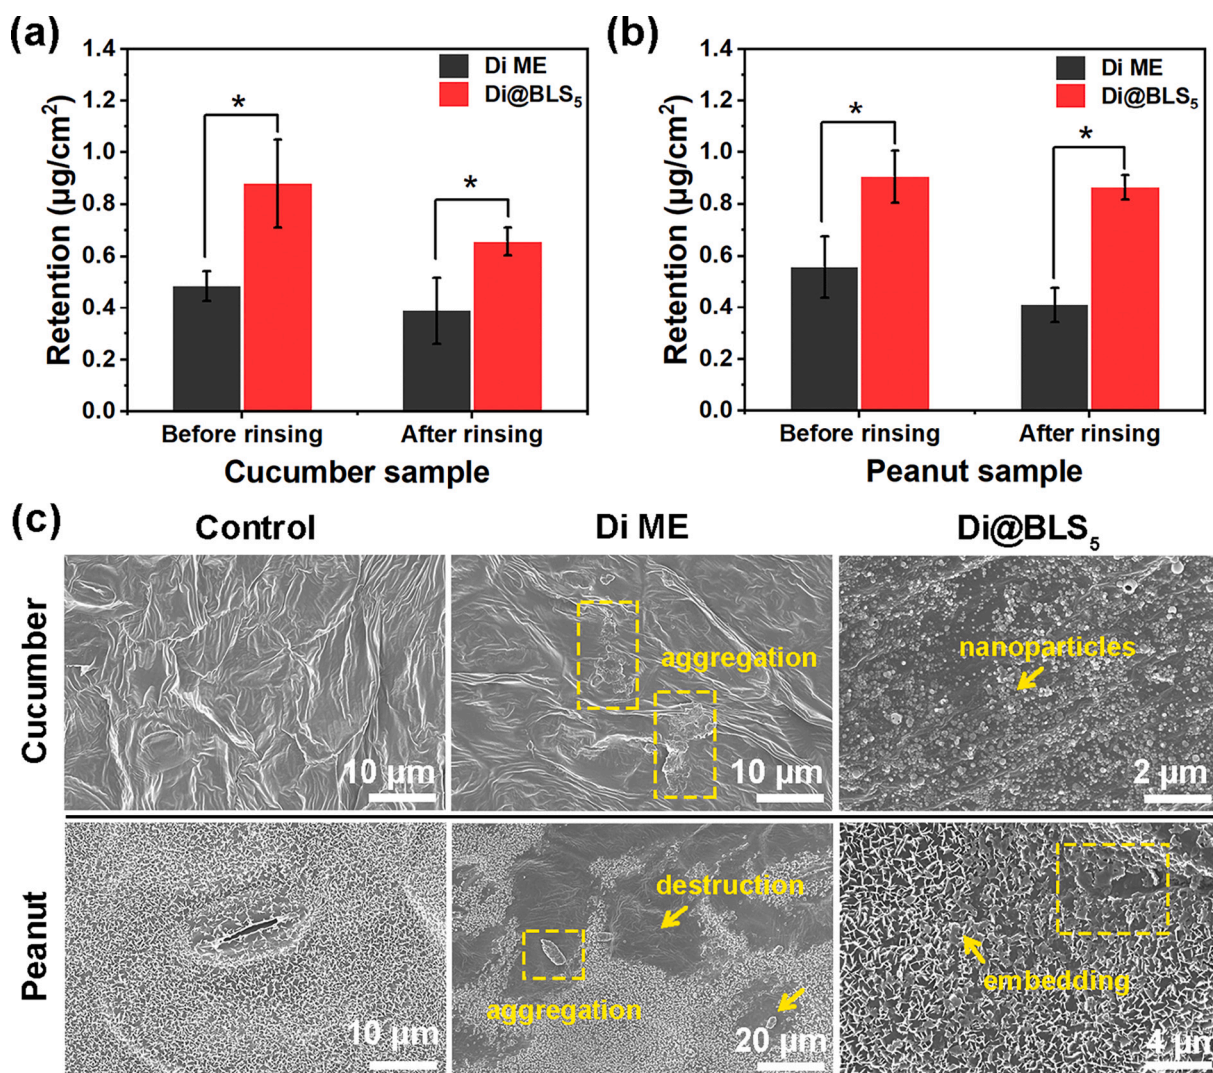 (a)
1.4
1.2
1.0
0.8
0.6
0.4
0.2
0.0
Retention (µg/cm²)
Di ME
Di@BLS₅
*
*
Before rinsing
After rinsing
Cucumber sample
(b)
1.4
1.2
1.0
0.8
0.6
0.4
0.2
0.0
Retention (µg/cm²)
Di ME
Di@BLS₅
*
*
Before rinsing
After rinsing
Peanut sample
(c)
Control
Di ME
Di@BLS₅
Cucumber
10 µm
aggregation
10 µm
nanoparticles
2 µm
Peanut
10 µm
destruction
aggregation
20 µm
embedding
4 µm